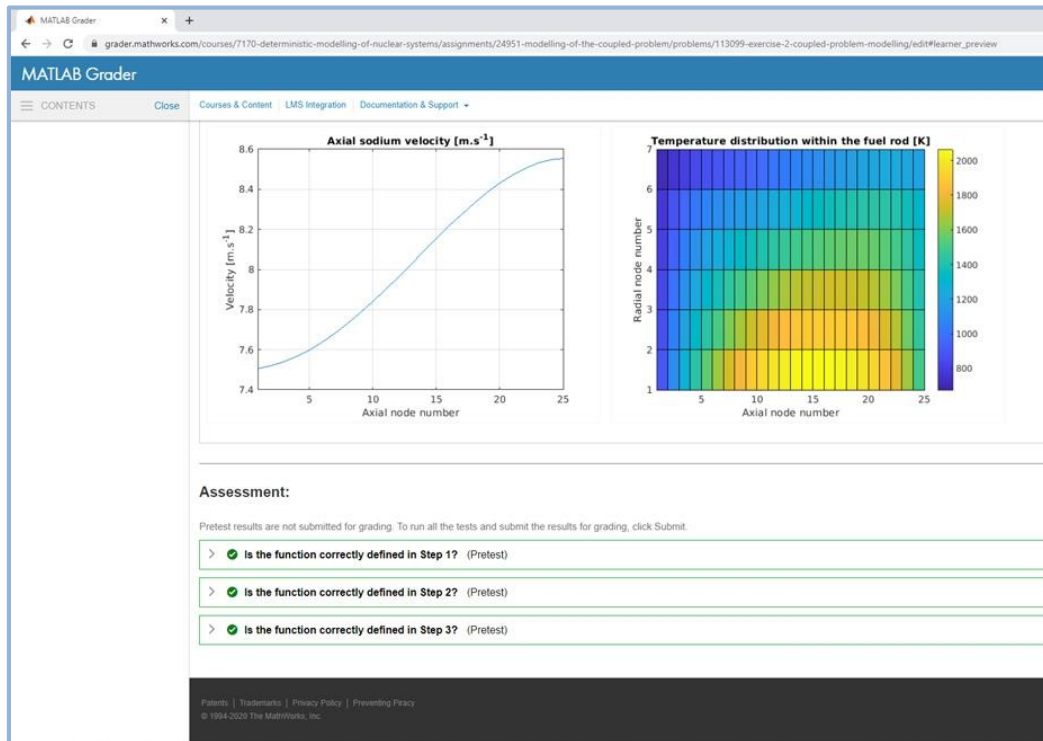 MATLAB Grader
grader.mathworks.com/courses/7170-deterministic-modelling-of-nuclear-systems/assignments/24951-modelling-of-the-coupled-problem/problems/113099-exercise-2-coupled-problem-modelling/edit#learner_preview
MATLAB Grader
CONTENTS Close Courses & Content LMS Integration Documentation & Support
Axial sodium velocity [m.s⁻¹]
8.6
8.4
8.2
8
7.8
7.6
7.4
Velocity [m.s⁻¹]
5 10 15 20 25
Axial node number
Temperature distribution within the fuel rod [K]
7
6
5
4
3
2
1
Radial node number
5 10 15 20 25
Axial node number
2000
1800
1600
1400
1200
1000
800
Assessment:
Pretest results are not submitted for grading. To run all the tests and submit the results for grading, click Submit.
Is the function correctly defined in Step 1? (Pretest)
Is the function correctly defined in Step 2? (Pretest)
Is the function correctly defined in Step 3? (Pretest)
Patents | Trademarks | Privacy Policy | Preventing Piracy
© 1994-2020 The MathWorks, Inc.